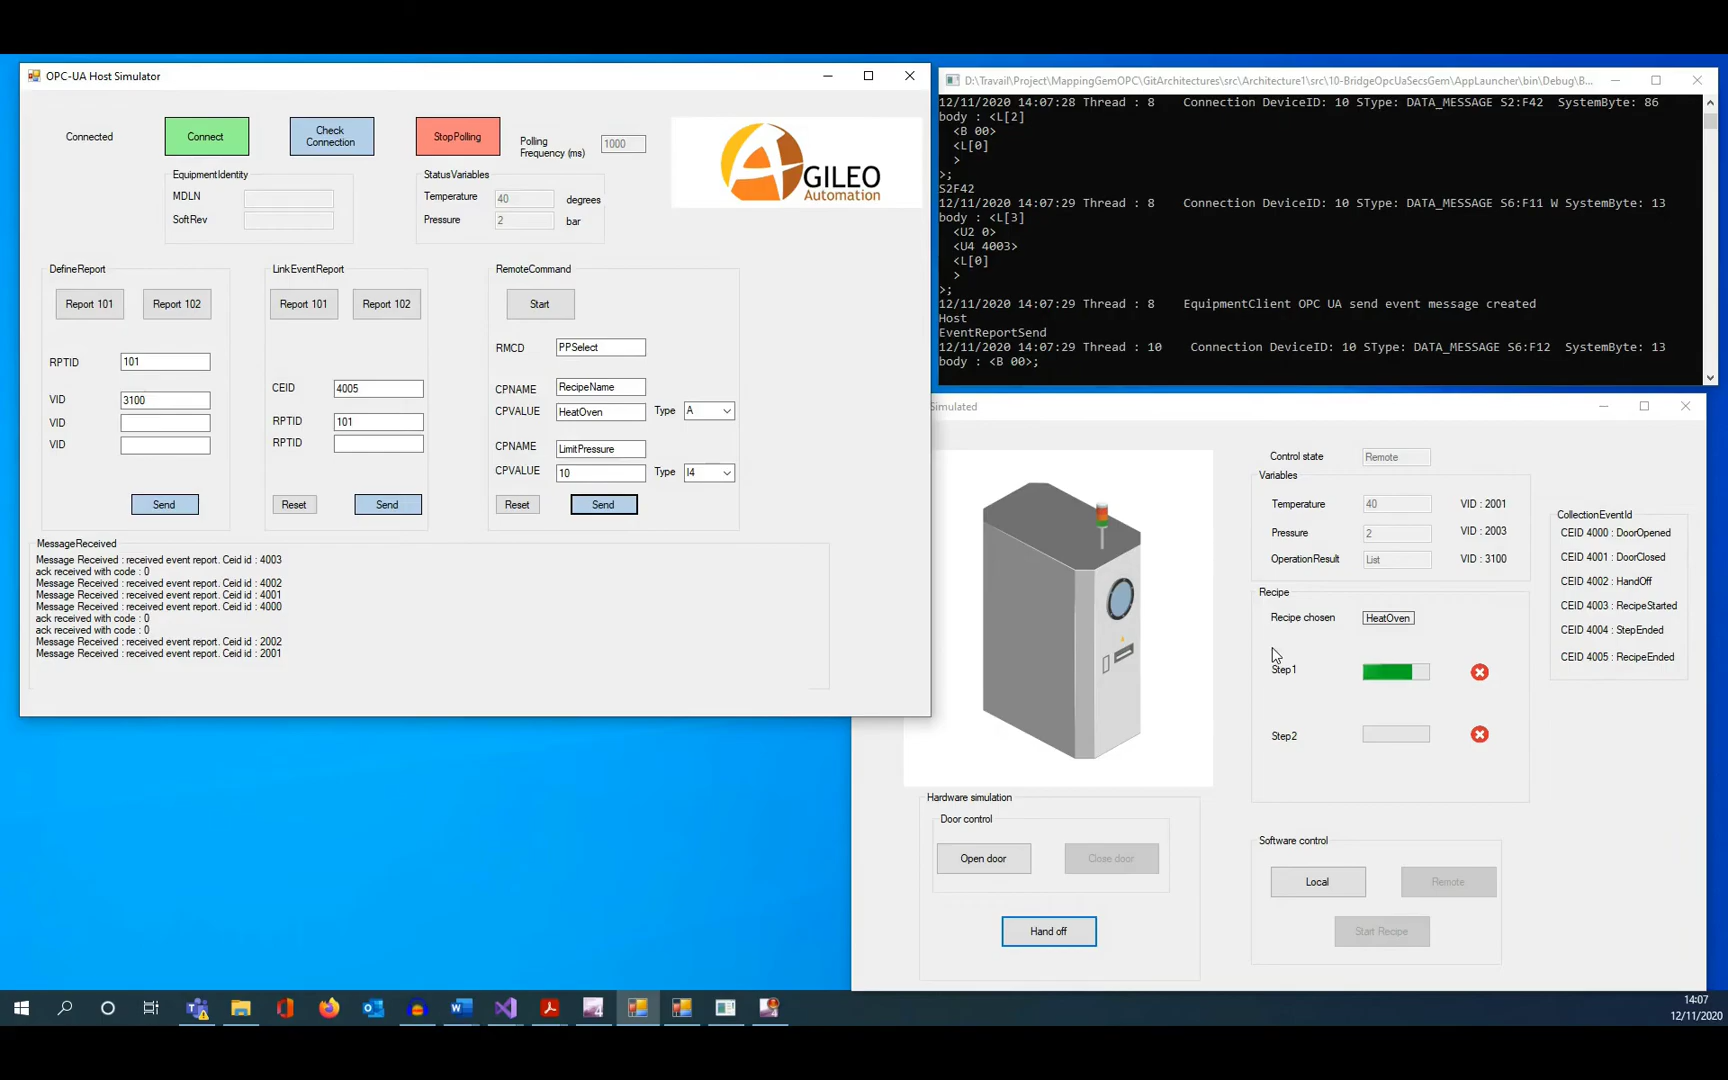 OPC-UA Host Simulator
Connected
Connect
Check
Connection
StopPolling
Polling
Frequency (ms)
1000
AGILEO
Automation
EquipmentIdentity
MDLN
SoftRev
StatusVariables
Temperature
40
degrees
Pressure
2
bar
DefineReport
Report 101
Report 102
RPTID
101
VID
3100
VID
VID
Send
LinkEventReport
Report 101
Report 102
CEID
4005
RPTID
101
RPTID
Reset
Send
RemoteCommand
Start
RMCD
PPSelect
CPNAME
RecipeName
CPVALUE
HeatOven
Type
A
CPNAME
LimitPressure
CPVALUE
10
Type
I4
Reset
Send
MessageReceived
Message Received : received event report. Ceid id : 4003
ack received with code : 0
Message Received : received event report. Ceid id : 4002
Message Received : received event report. Ceid id : 4001
Message Received : received event report. Ceid id : 4000
ack received with code : 0
ack received with code : 0
Message Received : received event report. Ceid id : 2002
Message Received : received event report. Ceid id : 2001
D:\Travail\Project\MappingGemOPC\GitArchitectures\src\Architecture1\src\10-BridgeOpcUaSecsGem\AppLauncher\bin\Debug\B...
12/11/2020 14:07:28 Thread : 8 Connection DeviceID: 10 SType: DATA_MESSAGE S2:F42 SystemByte: 86
body : <L[2]
<B 00>
<L[0]
>
>;
S2F42
12/11/2020 14:07:29 Thread : 8 Connection DeviceID: 10 SType: DATA_MESSAGE S6:F11 W SystemByte: 13
body : <L[3]
<U2 0>
<U4 4003>
<L[0]
>
>;
12/11/2020 14:07:29 Thread : 8 EquipmentClient OPC UA send event message created
Host
EventReportSend
12/11/2020 14:07:29 Thread : 10 Connection DeviceID: 10 SType: DATA_MESSAGE S6:F12 SystemByte: 13
body : <B 00>;
Simulated
Control state
Remote
Variables
Temperature
40
VID : 2001
Pressure
2
VID : 2003
OperationResult
List
VID : 3100
Recipe
Recipe chosen
HeatOven
Step1
Step2
CollectionEventId
CEID 4000 : DoorOpened
CEID 4001 : DoorClosed
CEID 4002 : HandOff
CEID 4003 : RecipeStarted
CEID 4004 : StepEnded
CEID 4005 : RecipeEnded
Hardware simulation
Door control
Open door
Close door
Hand off
Software control
Local
Remote
Start Recipe
14:07
12/11/2020